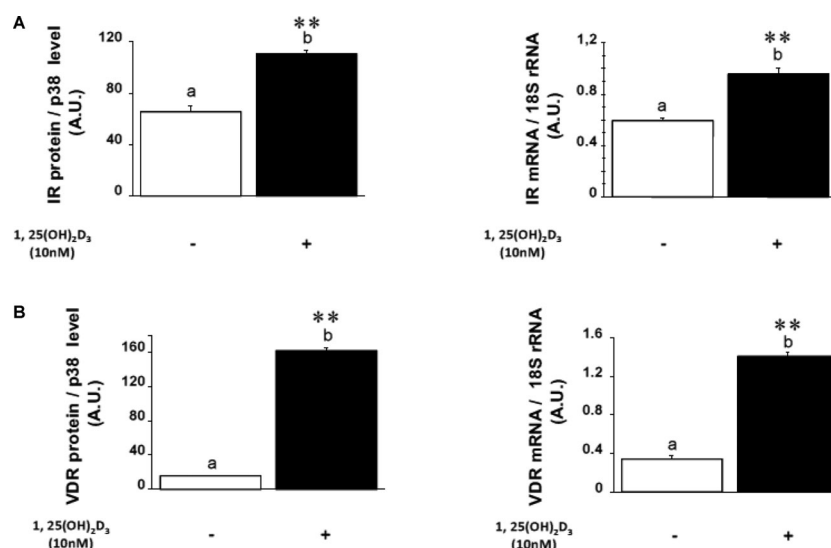 A
IR protein / p38 level
(A.U.)
120
80
40
0
a
**
b
1, 25(OH)₂D₃
(10nM)
-
+
IR mRNA / 18S rRNA
(A.U.)
1,2
0.8
0.4
0
a
**
b
1, 25(OH)₂D₃
(10nM)
-
+
B
VDR protein / p38 level
(A.U.)
160
120
80
40
0
a
**
b
1, 25(OH)₂D₃
(10nM)
-
+
VDR mRNA / 18S rRNA
(A.U.)
1.6
1.2
0.8
0.4
0
a
**
b
1, 25(OH)₂D₃
(10nM)
-
+